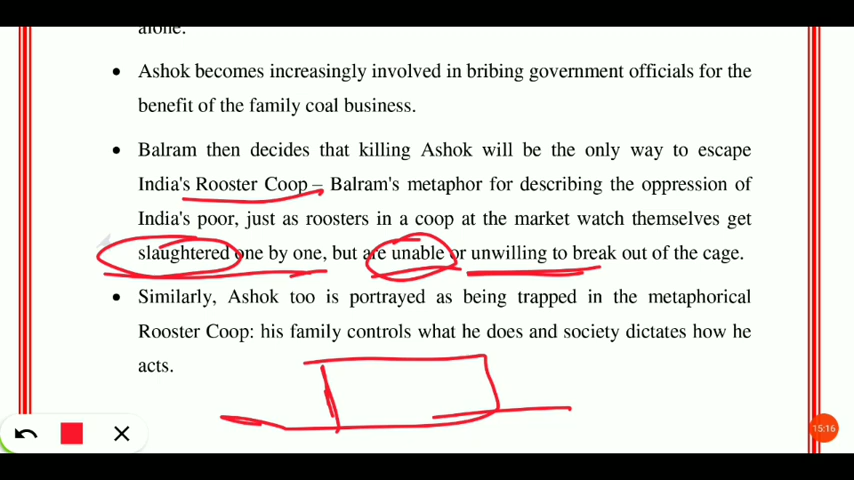 alone.
• Ashok becomes increasingly involved in bribing government officials for the
benefit of the family coal business.
• Balram then decides that killing Ashok will be the only way to escape
India's Rooster Coop – Balram's metaphor for describing the oppression of
India's poor, just as roosters in a coop at the market watch themselves get
slaughtered one by one, but are unable or unwilling to break out of the cage.
• Similarly, Ashok too is portrayed as being trapped in the metaphorical
Rooster Coop: his family controls what he does and society dictates how he
acts.
15:16